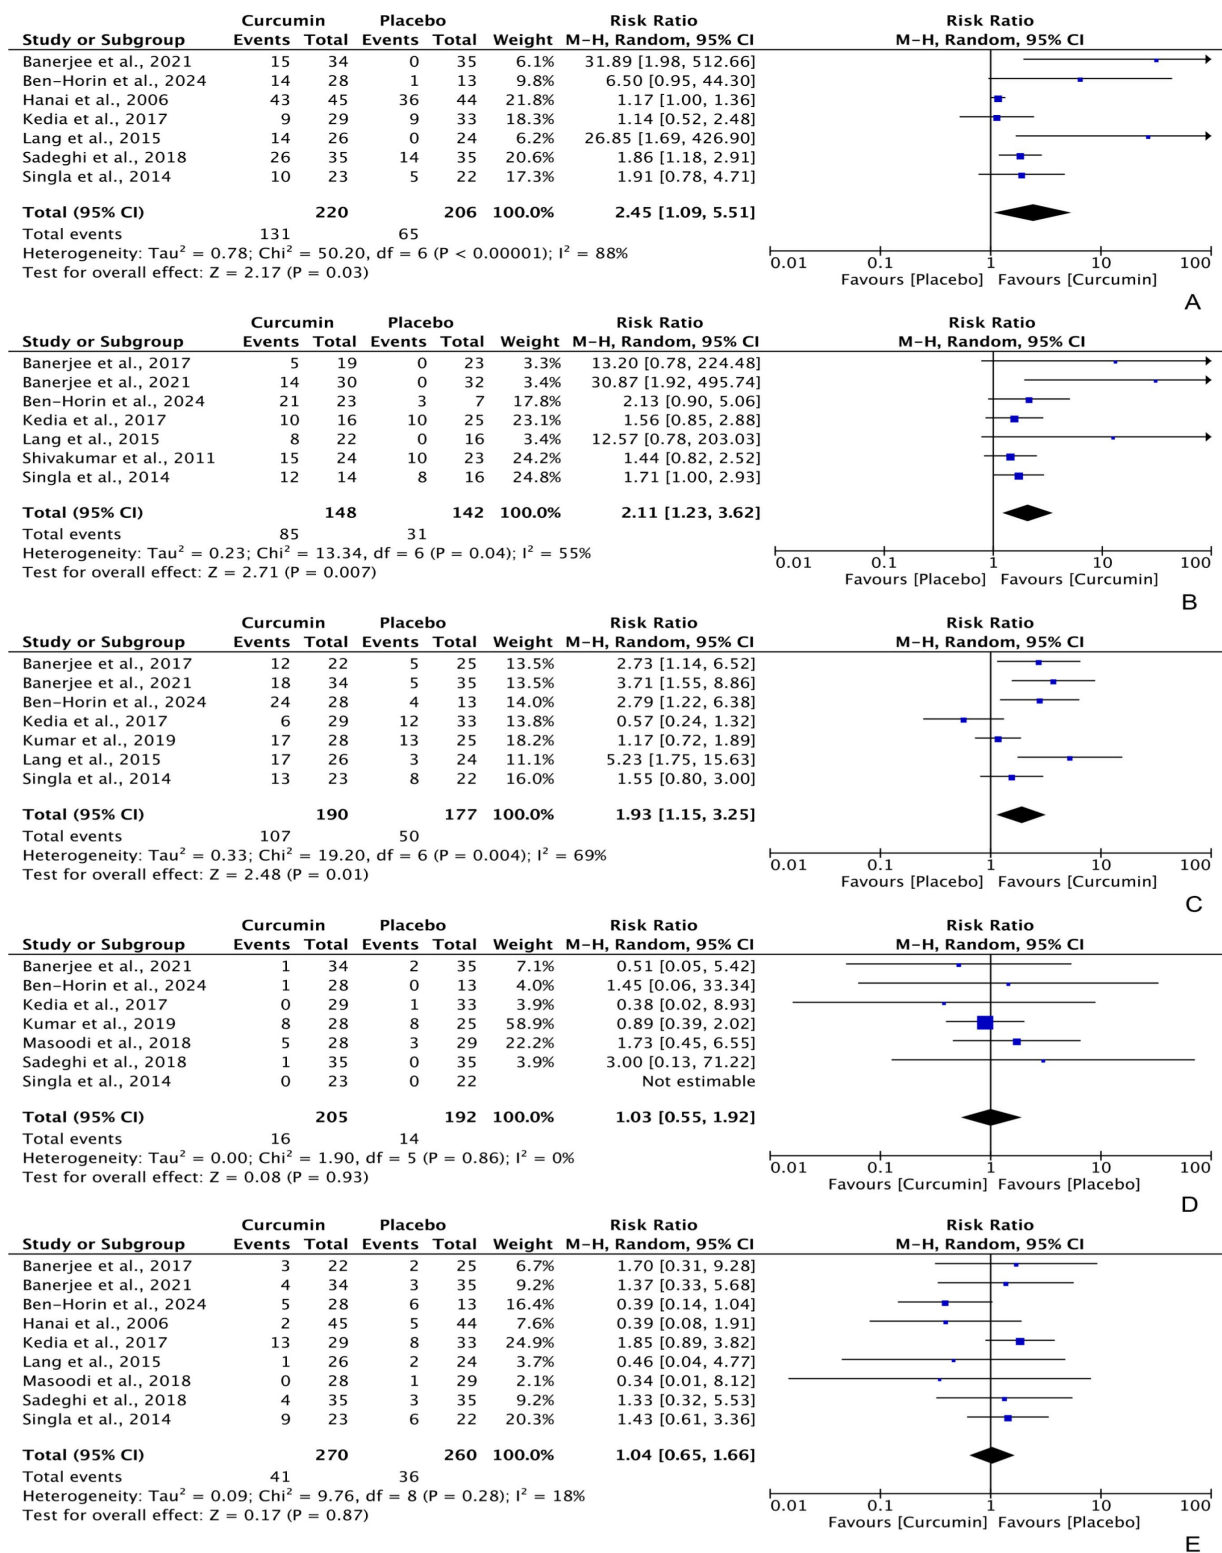 Curcumin Placebo Risk Ratio Risk Ratio
Study or Subgroup Events Total Events Total Weight M-H, Random, 95% CI M-H, Random, 95% CI
Banerjee et al., 2021 15 34 0 35 6.1% 31.89 [1.98, 512.66]
Ben-Horin et al., 2024 14 28 1 13 9.8% 6.50 [0.95, 44.30]
Hanai et al., 2006 43 45 36 44 21.8% 1.17 [1.00, 1.36]
Kedia et al., 2017 9 29 9 33 18.3% 1.14 [0.52, 2.48]
Lang et al., 2015 14 26 0 24 6.2% 26.85 [1.69, 426.90]
Sadeghi et al., 2018 26 35 14 35 20.6% 1.86 [1.18, 2.91]
Singla et al., 2014 10 23 5 22 17.3% 1.91 [0.78, 4.71]
Total (95% CI) 220 206 100.0% 2.45 [1.09, 5.51]
Total events 131 65
Heterogeneity: Tau² = 0.78; Chi² = 50.20, df = 6 (P < 0.00001); I² = 88%
Test for overall effect: Z = 2.17 (P = 0.03)
0.01 0.1 1 10 100
Favours [Placebo] Favours [Curcumin]
A
Curcumin Placebo Risk Ratio Risk Ratio
Study or Subgroup Events Total Events Total Weight M-H, Random, 95% CI M-H, Random, 95% CI
Banerjee et al., 2017 5 19 0 23 3.3% 13.20 [0.78, 224.48]
Banerjee et al., 2021 14 30 0 32 3.4% 30.87 [1.92, 495.74]
Ben-Horin et al., 2024 21 23 3 7 17.8% 2.13 [0.90, 5.06]
Kedia et al., 2017 10 16 10 25 23.1% 1.56 [0.85, 2.88]
Lang et al., 2015 8 22 0 16 3.4% 12.57 [0.78, 203.03]
Shivakumar et al., 2011 15 24 10 23 24.2% 1.44 [0.82, 2.52]
Singla et al., 2014 12 14 8 16 24.8% 1.71 [1.00, 2.93]
Total (95% CI) 148 142 100.0% 2.11 [1.23, 3.62]
Total events 85 31
Heterogeneity: Tau² = 0.23; Chi² = 13.34, df = 6 (P = 0.04); I² = 55%
Test for overall effect: Z = 2.71 (P = 0.007)
0.01 0.1 1 10 100
Favours [Placebo] Favours [Curcumin]
B
Curcumin Placebo Risk Ratio Risk Ratio
Study or Subgroup Events Total Events Total Weight M-H, Random, 95% CI M-H, Random, 95% CI
Banerjee et al., 2017 12 22 5 25 13.5% 2.73 [1.14, 6.52]
Banerjee et al., 2021 18 34 5 35 13.5% 3.71 [1.55, 8.86]
Ben-Horin et al., 2024 24 28 4 13 14.0% 2.79 [1.22, 6.38]
Kedia et al., 2017 6 29 12 33 13.8% 0.57 [0.24, 1.32]
Kumar et al., 2019 17 28 13 25 18.2% 1.17 [0.72, 1.89]
Lang et al., 2015 17 26 3 24 11.1% 5.23 [1.75, 15.63]
Singla et al., 2014 13 23 8 22 16.0% 1.55 [0.80, 3.00]
Total (95% CI) 190 177 100.0% 1.93 [1.15, 3.25]
Total events 107 50
Heterogeneity: Tau² = 0.33; Chi² = 19.20, df = 6 (P = 0.004); I² = 69%
Test for overall effect: Z = 2.48 (P = 0.01)
0.01 0.1 1 10 100
Favours [Placebo] Favours [Curcumin]
C
Curcumin Placebo Risk Ratio Risk Ratio
Study or Subgroup Events Total Events Total Weight M-H, Random, 95% CI M-H, Random, 95% CI
Banerjee et al., 2021 1 34 2 35 7.1% 0.51 [0.05, 5.42]
Ben-Horin et al., 2024 1 28 0 13 4.0% 1.45 [0.06, 33.34]
Kedia et al., 2017 0 29 1 33 3.9% 0.38 [0.02, 8.93]
Kumar et al., 2019 8 28 8 25 58.9% 0.89 [0.39, 2.02]
Masoodi et al., 2018 5 28 3 29 22.2% 1.73 [0.45, 6.55]
Sadeghi et al., 2018 1 35 0 35 3.9% 3.00 [0.13, 71.22]
Singla et al., 2014 0 23 0 22 Not estimable
Total (95% CI) 205 192 100.0% 1.03 [0.55, 1.92]
Total events 16 14
Heterogeneity: Tau² = 0.00; Chi² = 1.90, df = 5 (P = 0.86); I² = 0%
Test for overall effect: Z = 0.08 (P = 0.93)
0.01 0.1 1 10 100
Favours [Curcumin] Favours [Placebo]
D
Curcumin Placebo Risk Ratio Risk Ratio
Study or Subgroup Events Total Events Total Weight M-H, Random, 95% CI M-H, Random, 95% CI
Banerjee et al., 2017 3 22 2 25 6.7% 1.70 [0.31, 9.28]
Banerjee et al., 2021 4 34 3 35 9.2% 1.37 [0.33, 5.68]
Ben-Horin et al., 2024 5 28 6 13 16.4% 0.39 [0.14, 1.04]
Hanai et al., 2006 2 45 5 44 7.6% 0.39 [0.08, 1.91]
Kedia et al., 2017 13 29 8 33 24.9% 1.85 [0.89, 3.82]
Lang et al., 2015 1 26 2 24 3.7% 0.46 [0.04, 4.77]
Masoodi et al., 2018 0 28 1 29 2.1% 0.34 [0.01, 8.12]
Sadeghi et al., 2018 4 35 3 35 9.2% 1.33 [0.32, 5.53]
Singla et al., 2014 9 23 6 22 20.3% 1.43 [0.61, 3.36]
Total (95% CI) 270 260 100.0% 1.04 [0.65, 1.66]
Total events 41 36
Heterogeneity: Tau² = 0.09; Chi² = 9.76, df = 8 (P = 0.28); I² = 18%
Test for overall effect: Z = 0.17 (P = 0.87)
0.01 0.1 1 10 100
Favours [Curcumin] Favours [Placebo]
E